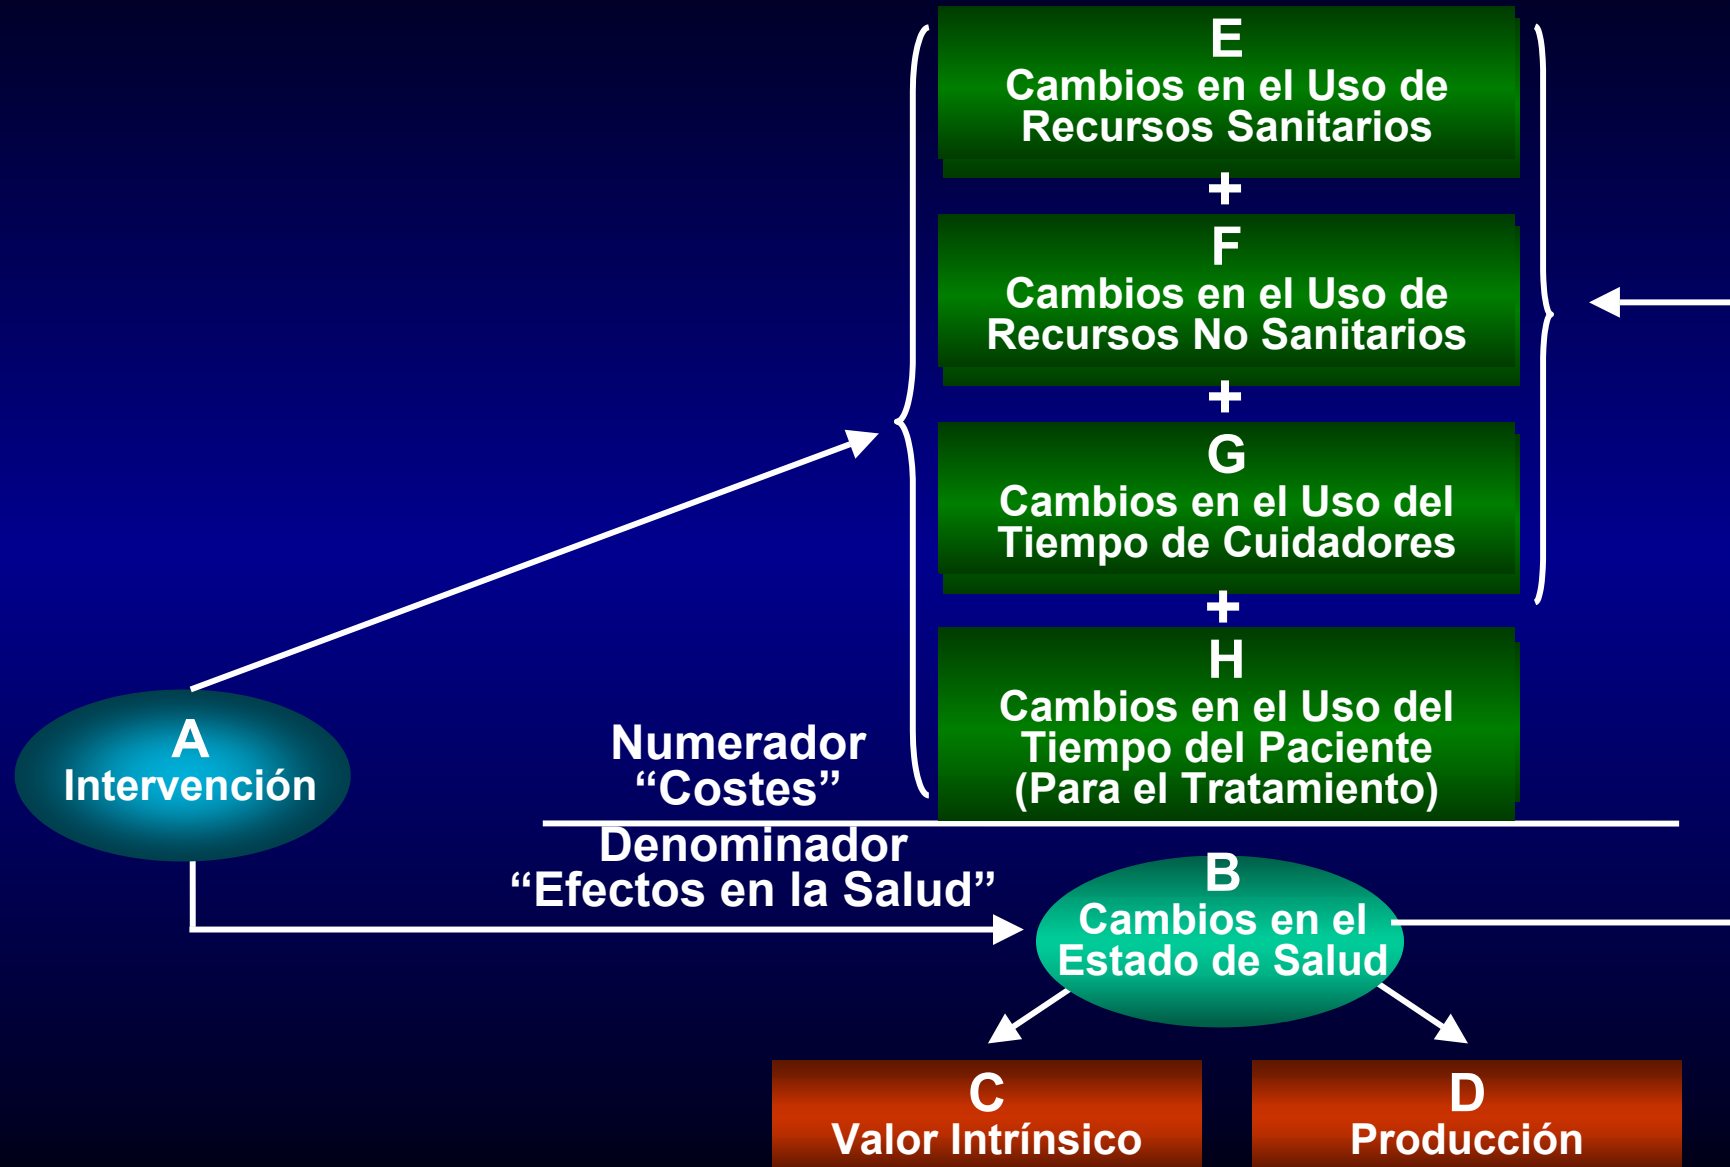 E
Cambios en el Uso de
Recursos Sanitarios
+
F
Cambios en el Uso de
Recursos No Sanitarios
+
G
Cambios en el Uso del
Tiempo de Cuidadores
+
H
Cambios en el Uso del
Tiempo del Paciente
(Para el Tratamiento)
A
Intervención
Numerador
“Costes”
Denominador
“Efectos en la Salud”
B
Cambios en el
Estado de Salud
C
Valor Intrínsico
D
Producción